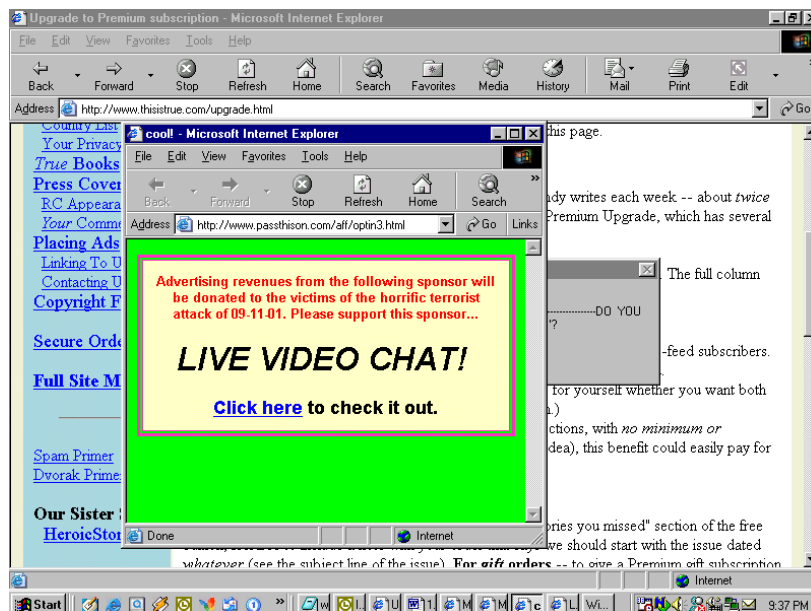 Upgrade to Premium subscription - Microsoft Internet Explorer
File Edit View Favorites Tools Help
Back Forward Stop Refresh Home Search Favorites Media History Mail Print Edit
Address http://www.thisistrue.com/upgrade.html Go
Country List
Your Privacy
True Books
Press Cover
RC Appeara
Your Comme
Placing Ads
Linking To U
Contacting U
Copyright F
Secure Orde
Full Site M
Spam Primer
Dvorak Prime
Our Sister S
HeroicStor
cool! - Microsoft Internet Explorer
File Edit View Favorites Tools Help
Back Forward Stop Refresh Home Search »
Address http://www.passthison.com/aff/optin3.html Go Links
Advertising revenues from the following sponsor will
be donated to the victims of the horrific terrorist
attack of 09-11-01. Please support this sponsor...
LIVE VIDEO CHAT!
Click here to check it out.
Done Internet
his page.
ndy writes each week -- about twice
Premium Upgrade, which has several
The full column
DO YOU
'?
-feed subscribers.
for yourself whether you want both
n.)
ctions, with no minimum or
dea), this benefit could easily pay for
ories you missed" section of the free
we should start with the issue dated
whatever (see the subject line of the issue). For gift orders -- to give a Premium gift subscription
Internet
Start » w I.. U 1 M M c L Wi... 9:37 PM